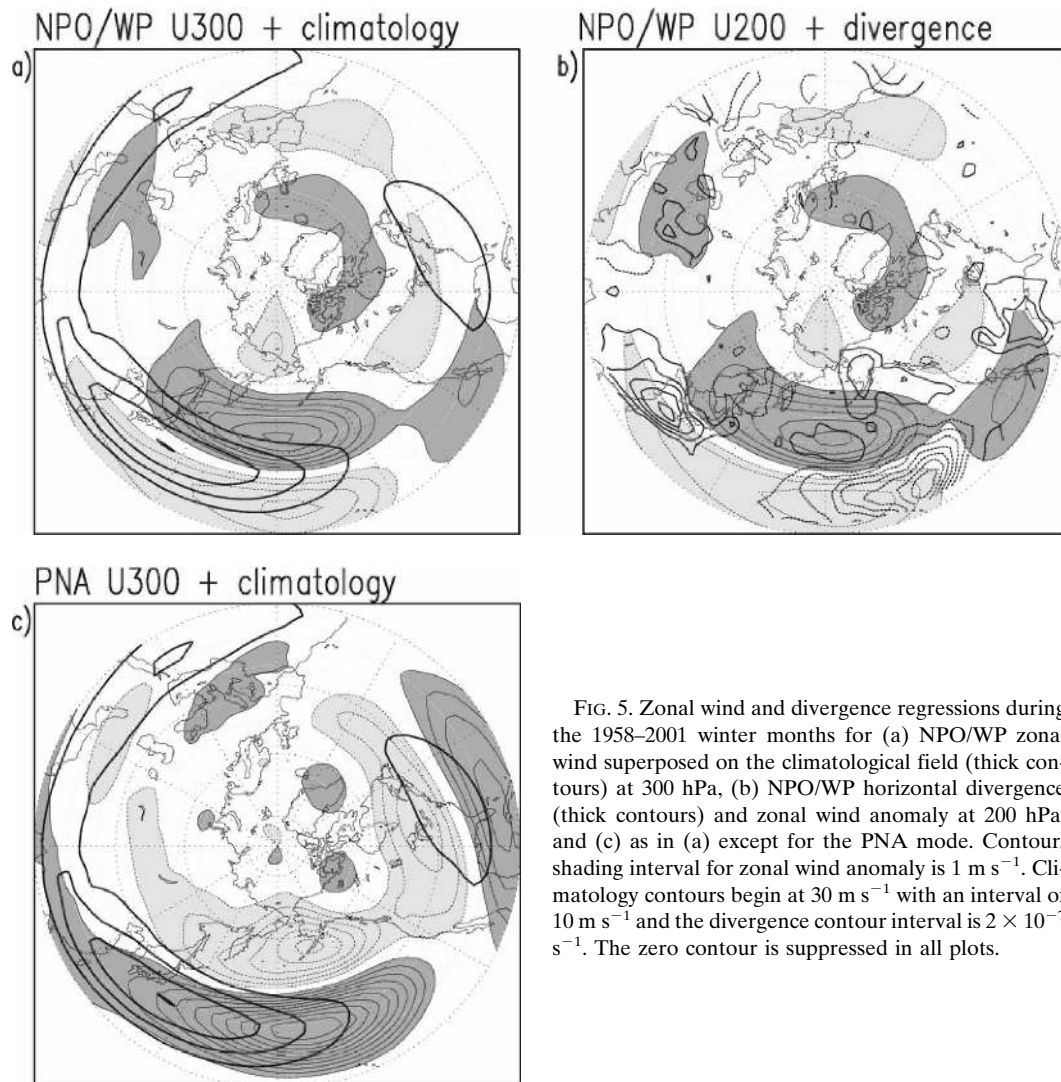 NPO/WP U300 + climatology
a)
NPO/WP U200 + divergence
b)
PNA U300 + climatology
c)
FIG. 5. Zonal wind and divergence regressions during
the 1958–2001 winter months for (a) NPO/WP zona
wind superposed on the climatological field (thick con-
tours) at 300 hPa, (b) NPO/WP horizontal divergence
(thick contours) and zonal wind anomaly at 200 hPa
and (c) as in (a) except for the PNA mode. Contour
shading interval for zonal wind anomaly is 1 m s⁻¹. Cli-
matology contours begin at 30 m s⁻¹ with an interval o
10 m s⁻¹ and the divergence contour interval is 2 × 10⁻
s⁻¹. The zero contour is suppressed in all plots.